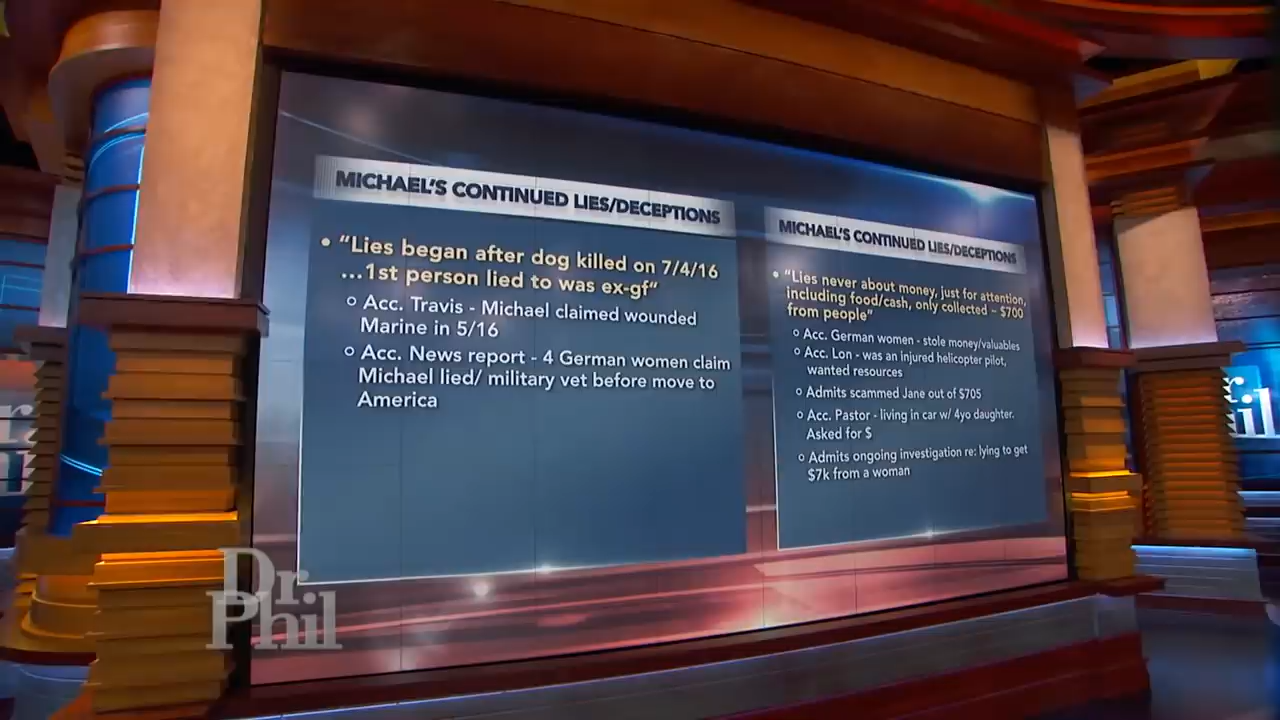 MICHAEL'S CONTINUED LIES/DECEPTIONS
• "Lies began after dog killed on 7/4/16
...1st person lied to was ex-gf"
○ Acc. Travis - Michael claimed wounded
Marine in 5/16
○ Acc. News report - 4 German women claim
Michael lied/ military vet before move to
America
MICHAEL'S CONTINUED LIES/DECEPTIONS
• "Lies never about money, just for attention,
including food/cash, only collected ~ $700
from people"
○ Acc. German women - stole money/valuables
○ Acc. Lon - was an injured helicopter pilot,
wanted resources
○ Admits scammed Jane out of $705
○ Acc. Pastor - living in car w/ 4yo daughter.
Asked for $
○ Admits ongoing investigation re: lying to get
$7k from a woman
Dr.
Phil